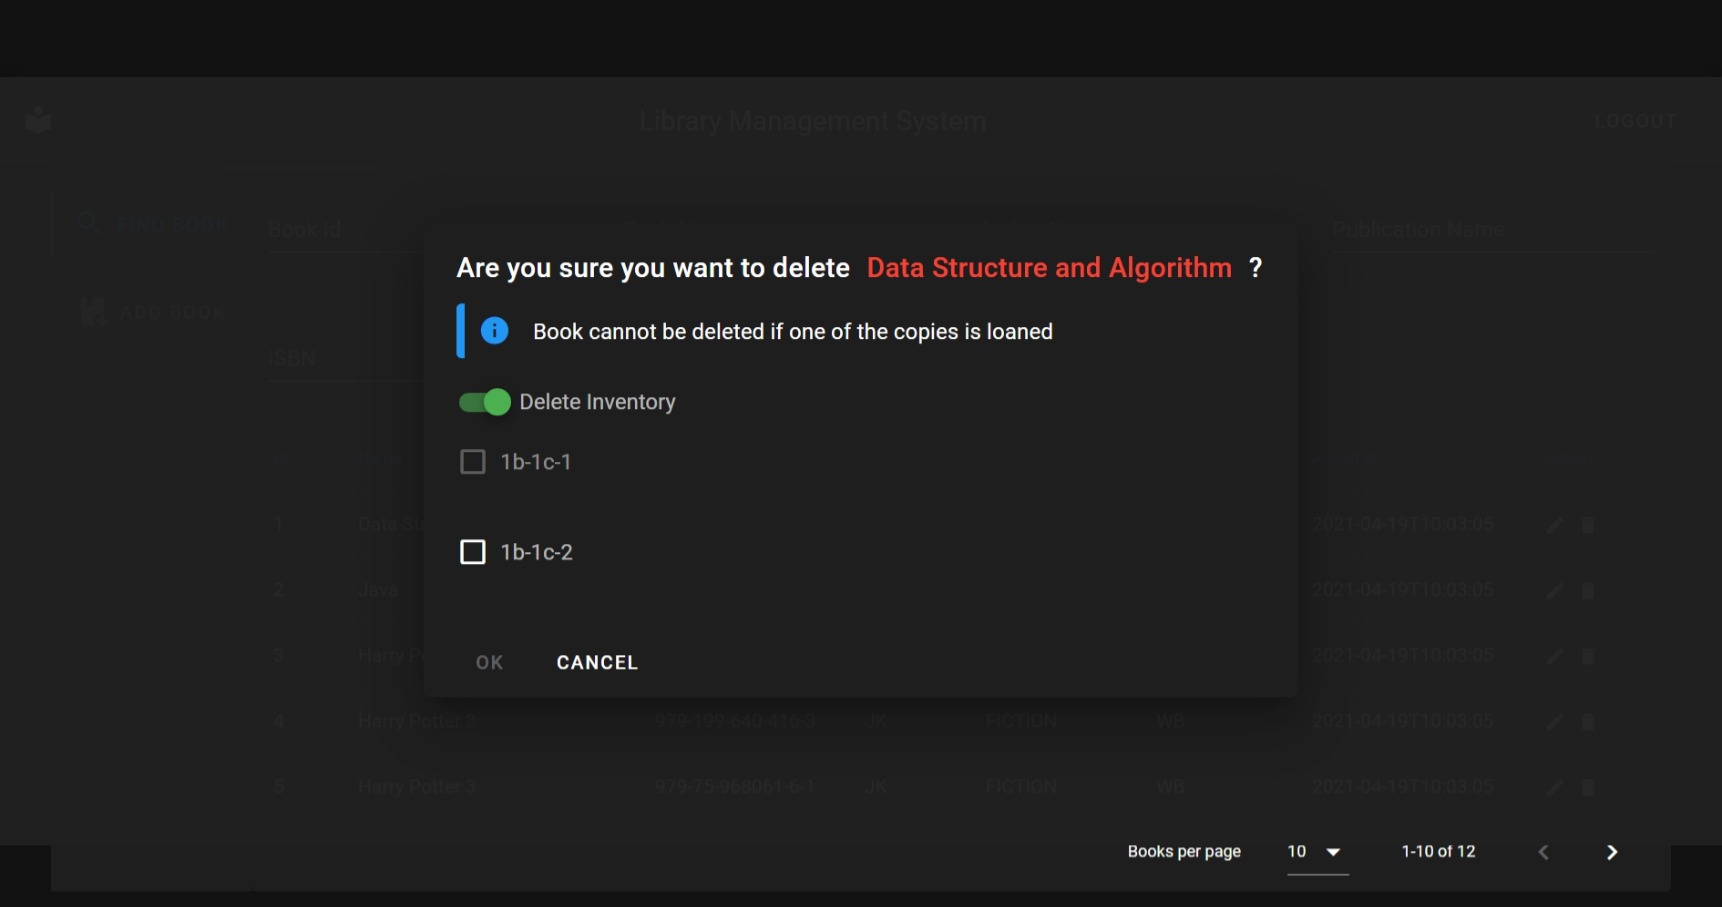 Library Management System
LOGOUT
FIND BOOK
Book Id
Publication Name
Are you sure you want to delete Data Structure and Algorithm ?
Book cannot be deleted if one of the copies is loaned
ADD BOOK
ISBN
Delete Inventory
1b-1c-1
1 Data St 2021-04-19T10:03:05
1b-1c-2
2 Java 2021-04-19T10:03:05
3 Harry P 2021-04-19T10:03:05
OK CANCEL
4 Harry Potter 2 979-199-640-416-3 JK FICTION WB 2021-04-19T10:03:05
5 Harry Potter 3 979-75-968061-6-1 JK FICTION WB 2021-04-19T10:03:05
Books per page 10 1-10 of 12